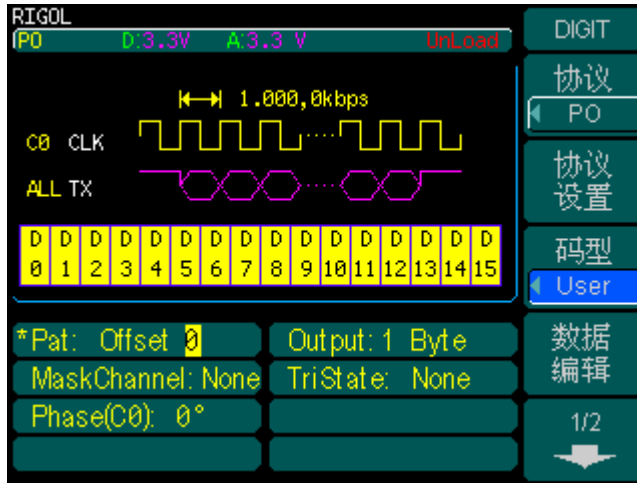 RIGOL
PO D:3.3V A:3.3 V UnLoad
1.000,0kbps
C0 CLK
ALL TX
D D D D D D D D D D D D D D D D
0 1 2 3 4 5 6 7 8 9 10 11 12 13 14 15
*Pat: Offset 0 Output: 1 Byte
MaskChannel: None TriState: None
Phase(C0): 0°
DIGIT
协议
PO
协议
设置
码型
User
数据
编辑
1/2